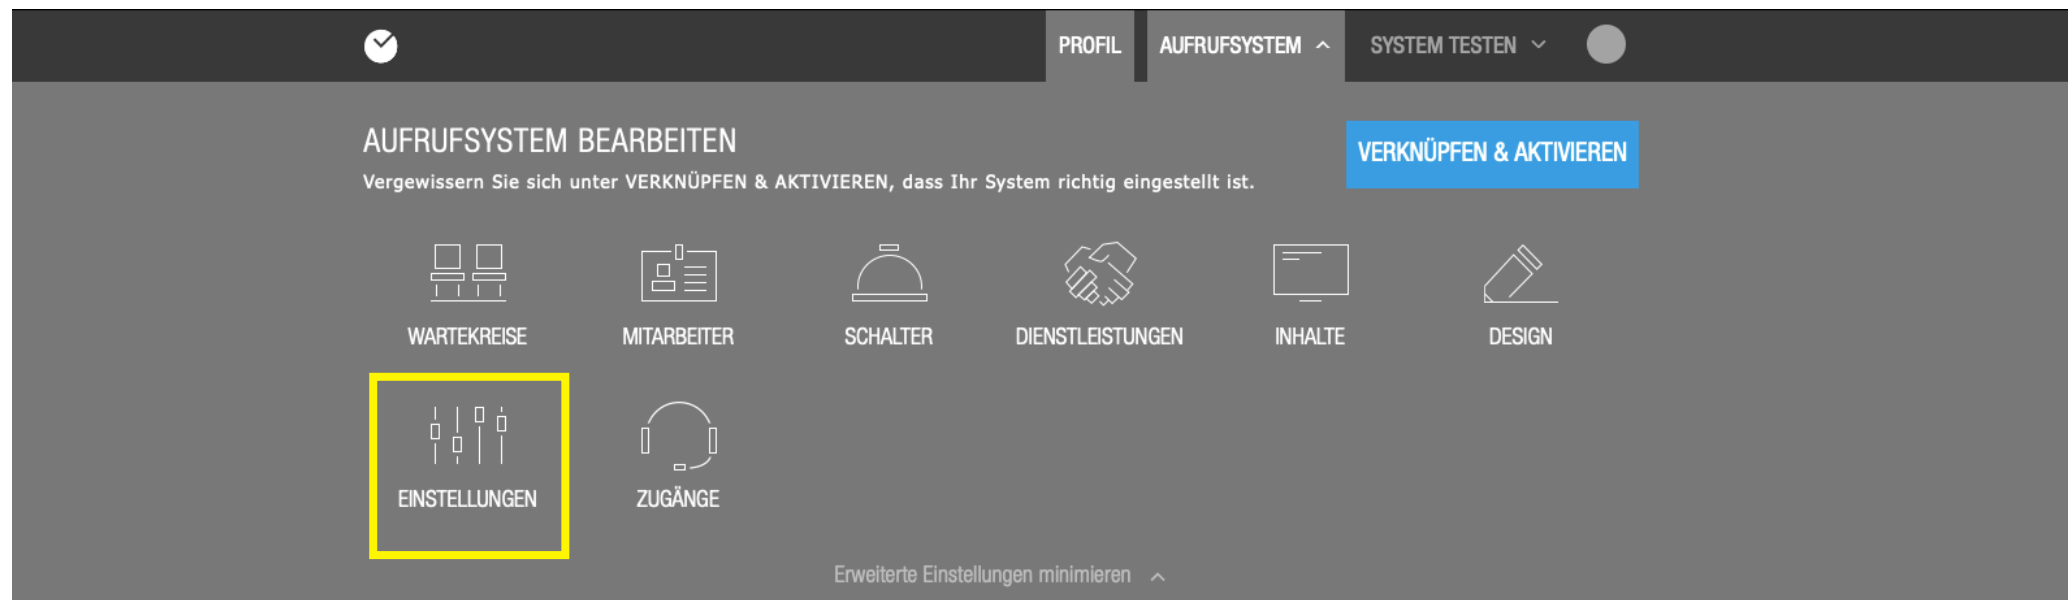 PROFIL AUFRUFSYSTEM SYSTEM TESTEN
AUFRUFSYSTEM BEARBEITEN
VERKNÜPFEN & AKTIVIEREN
Vergewissern Sie sich unter VERKNÜPFEN & AKTIVIEREN, dass Ihr System richtig eingestellt ist.
WARTEKREISE MITARBEITER SCHALTER DIENSTLEISTUNGEN INHALTE DESIGN
EINSTELLUNGEN ZUGÄNGE
Erweiterte Einstellungen minimieren